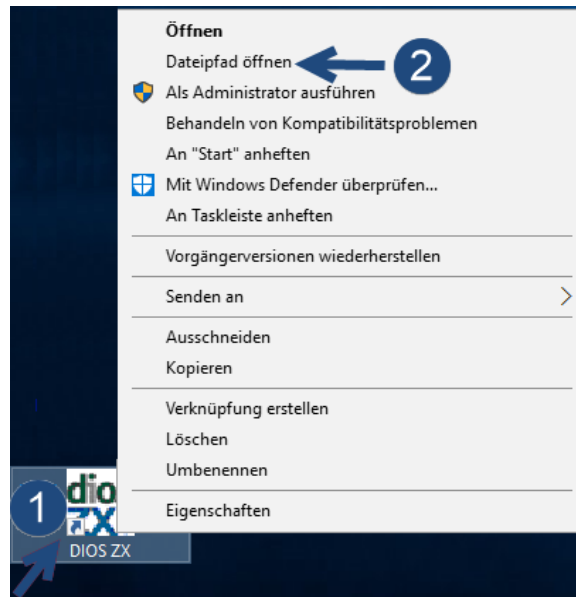 Öffnen
Dateipfad öffnen
2
Als Administrator ausführen
Behandeln von Kompatibilitätsproblemen
An "Start" anheften
Mit Windows Defender überprüfen...
An Taskleiste anheften
Vorgängerversionen wiederherstellen
Senden an
Ausschneiden
Kopieren
Verknüpfung erstellen
Löschen
Umbenennen
Eigenschaften
1
dio
ZX
DIOS ZX